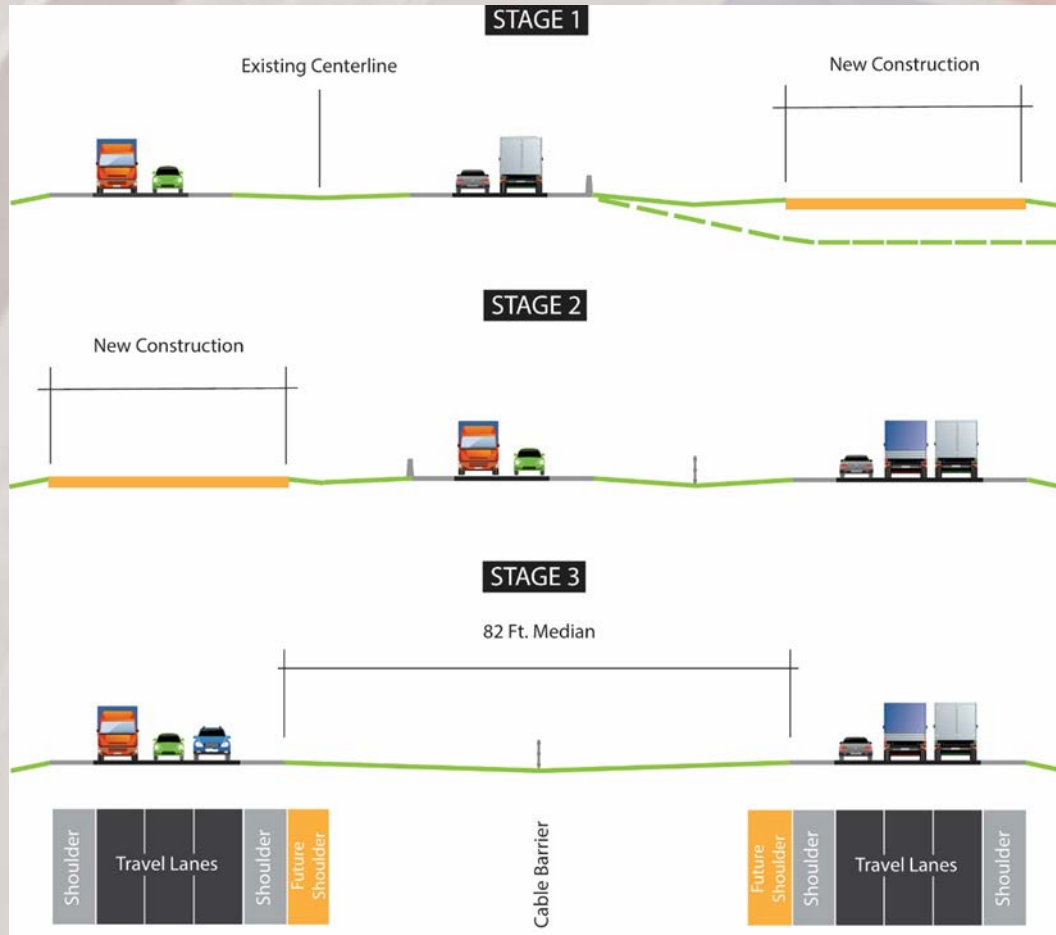 STAGE 1
Existing Centerline
New Construction
STAGE 2
New Construction
STAGE 3
82 Ft. Median
Shoulder
Travel Lanes
Shoulder
Future
Shoulder
Cable Barrier
Future
Shoulder
Shoulder
Travel Lanes
Shoulder